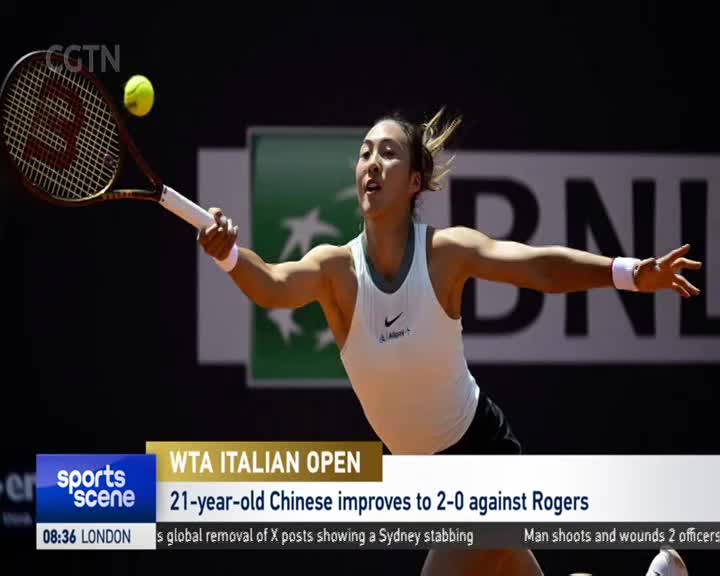 CGTN
W
BNL
Alipay
WTA ITALIAN OPEN
sports
scene
21-year-old Chinese improves to 2-0 against Rogers
08:36 LONDON
s global removal of X posts showing a Sydney stabbing
Man shoots and wounds 2 officers